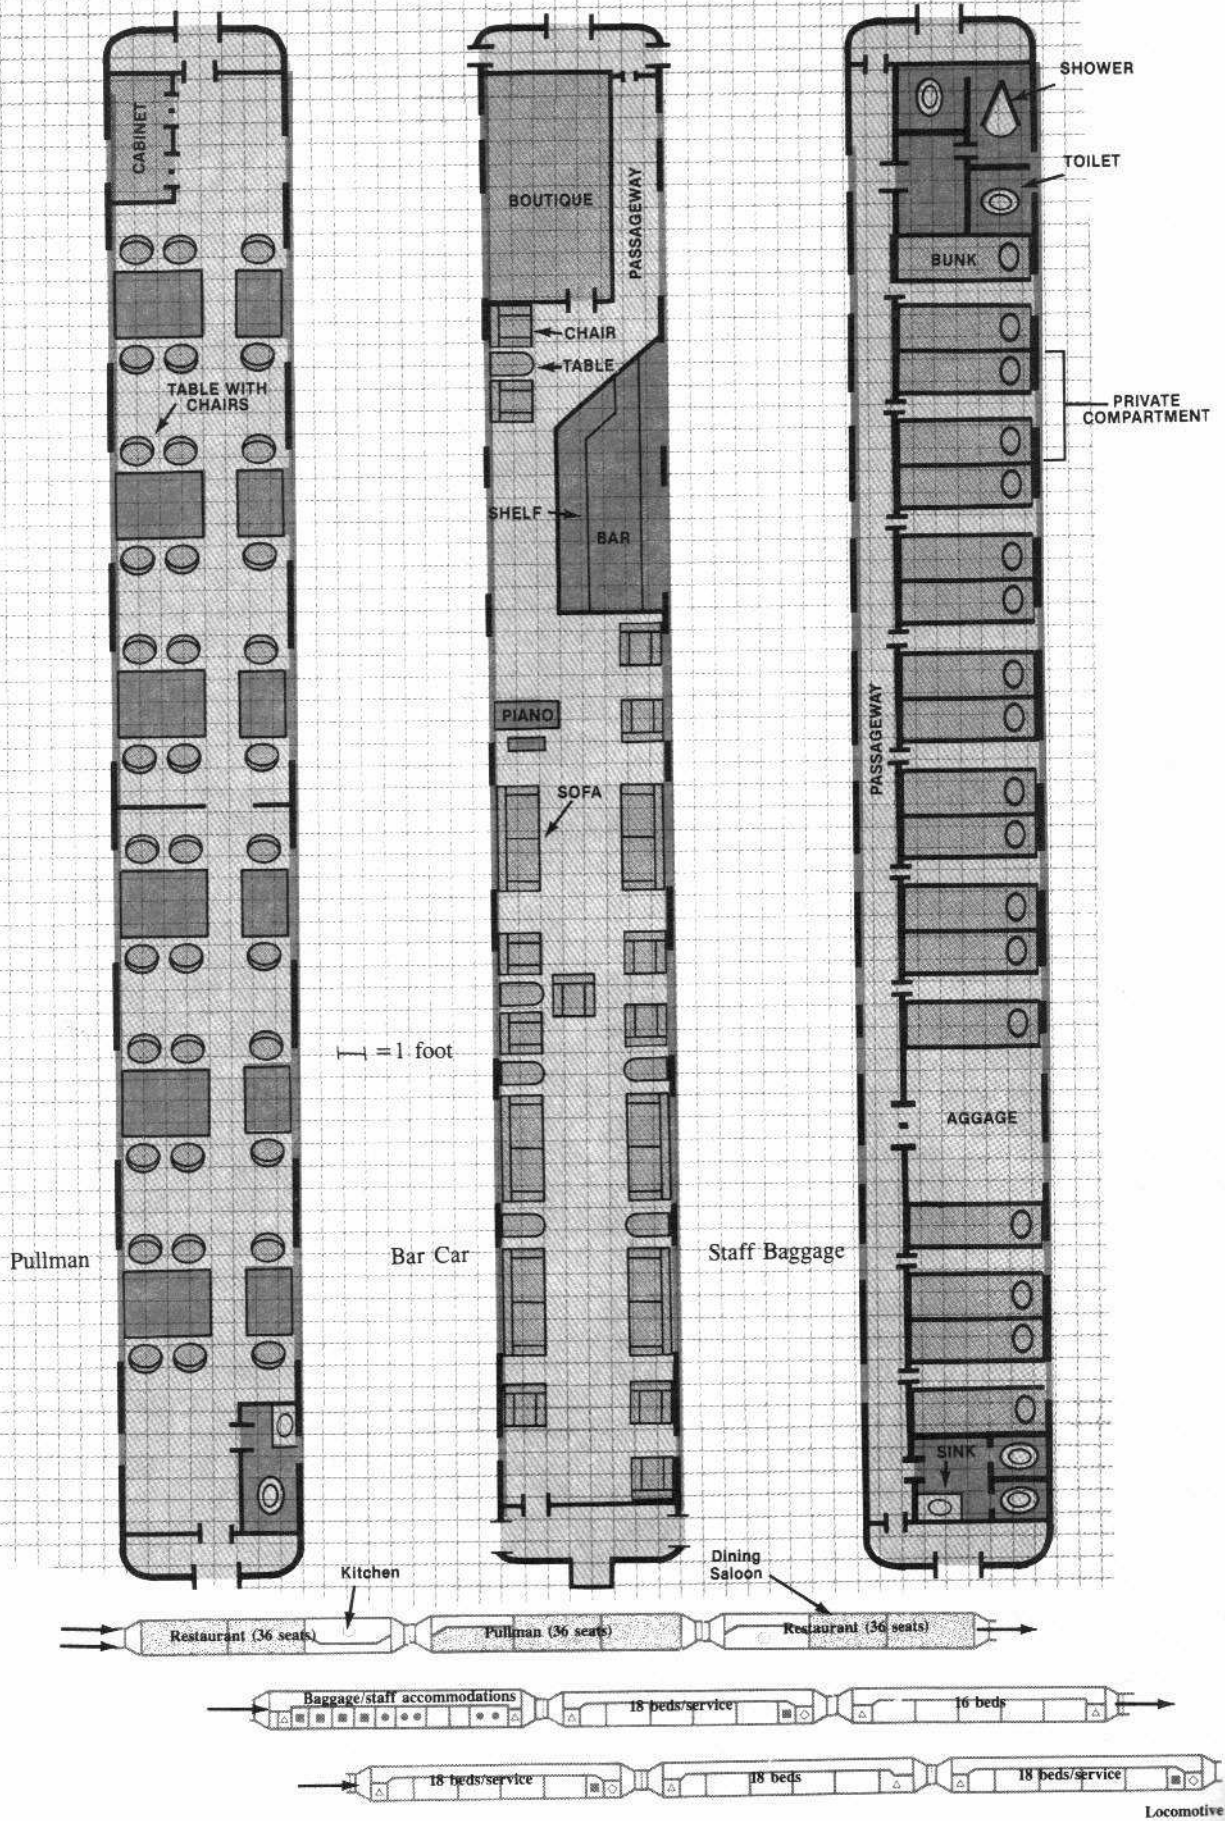 SHOWER
CABINET
TOILET
BOUTIQUE
PASSAGEWAY
BUNK
CHAIR
TABLE
TABLE WITH
CHAIRS
PRIVATE
COMPARTMENT
SHELF
BAR
PIANO
PASSAGEWAY
SOFA
= 1 foot
AGGAGE
Pullman
Bar Car
Staff Baggage
SINK
Kitchen
Dining
Saloon
Restaurant (36 seats)
Pullman (36 seats)
Restaurant (36 seats)
Baggage/staff accommodations
18 beds/service
16 beds
18 beds/service
18 beds
18 beds/service
Locomotive